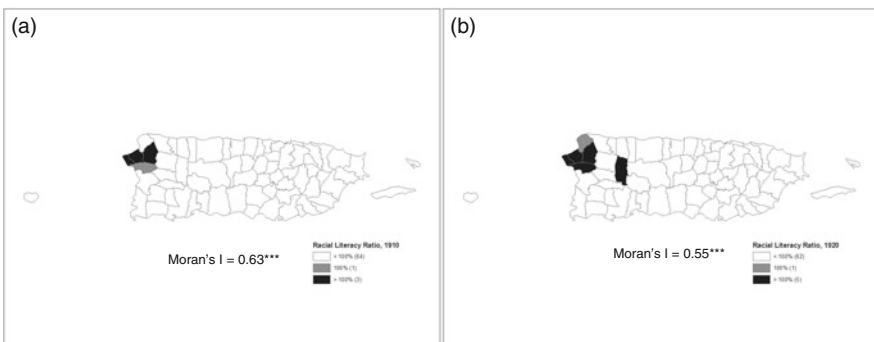 (a)
Moran's I = 0.63***
Racial Literacy Ratio, 1910
< 100% (64)
100% (1)
> 100% (3)
(b)
Moran's I = 0.55***
Racial Literacy Ratio, 1920
< 100% (62)
100% (1)
> 100% (5)